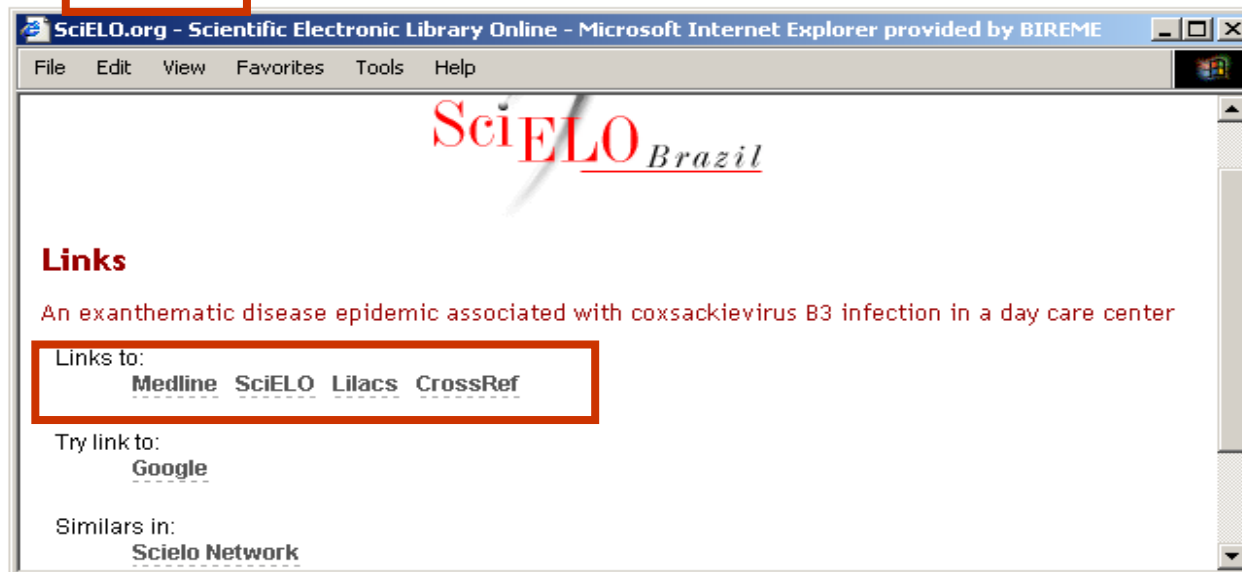 SciELO.org - Scientific Electronic Library Online - Microsoft Internet Explorer provided by BIREME
File Edit View Favorites Tools Help
SciELO Brazil
Links
An exanthematic disease epidemic associated with coxsackievirus B3 infection in a day care center
Links to:
Medline SciELO Lilacs CrossRef
Try link to:
Google
Similars in:
Scielo Network